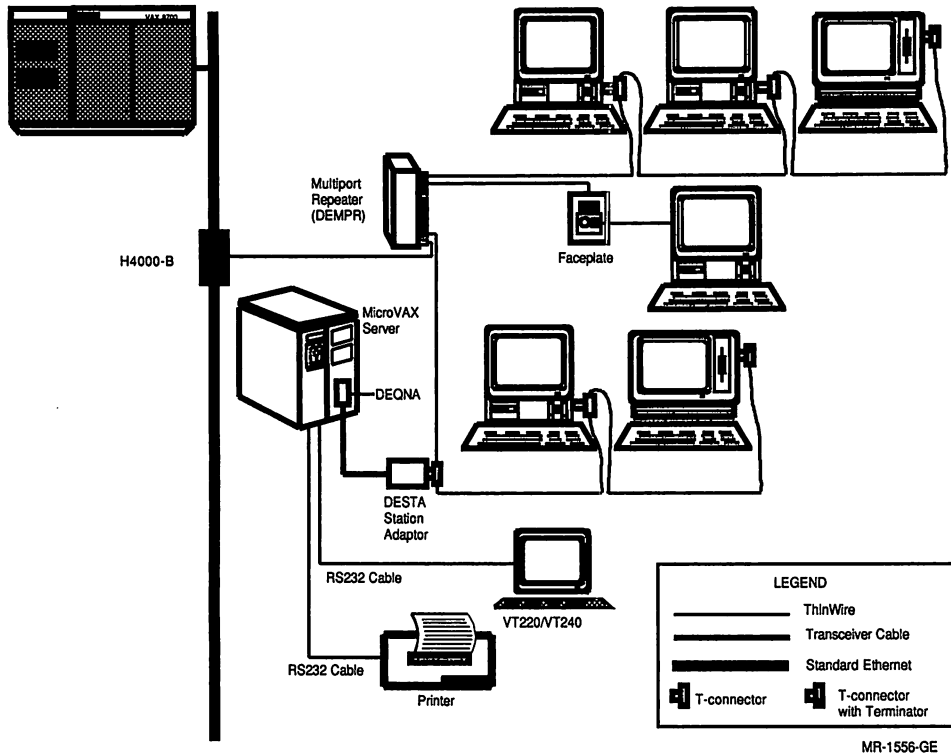 VAX 8700
Multiport
Repeater
(DEMPR)
Faceplate
H4000-B
MicroVAX
Server
DEQNA
DESTA
Station
Adaptor
RS232 Cable
VT220/VT240
RS232 Cable
Printer
LEGEND
ThinWire
Transceiver Cable
Standard Ethernet
T-connector
T-connector
with Terminator
MR-1556-GE